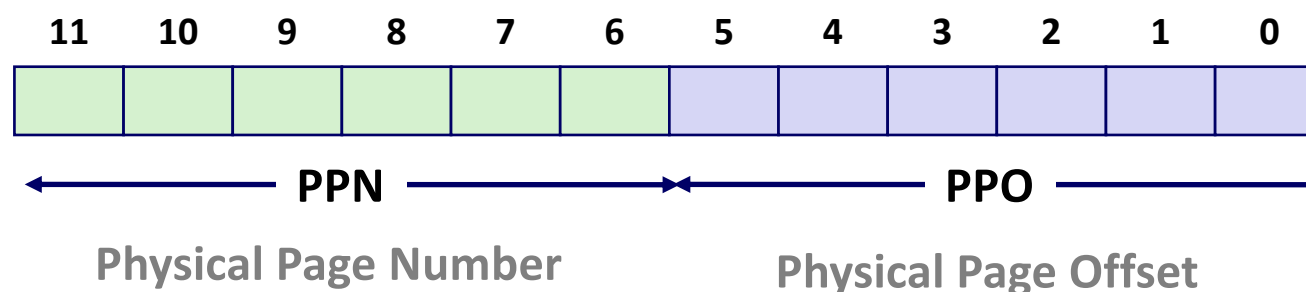 11 10 9 8 7 6 5 4 3 2 1 0
PPN PPO
Physical Page Number Physical Page Offset